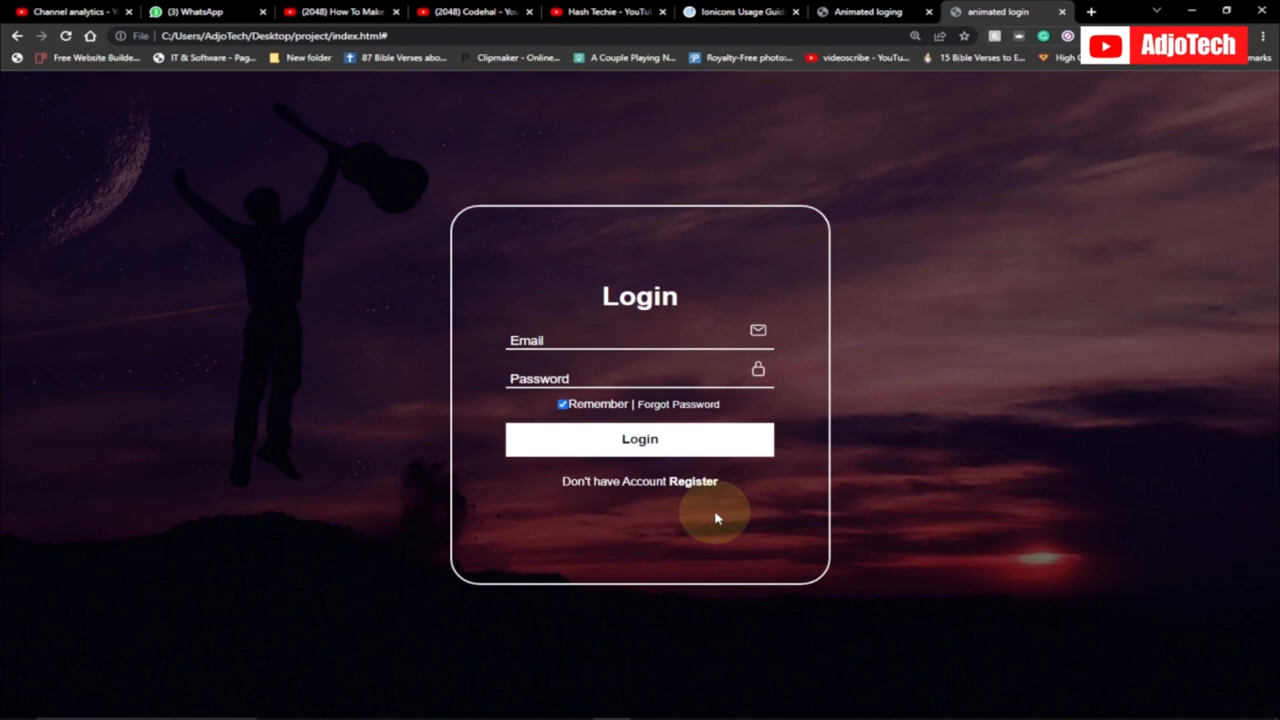 Channel analytics - Y
(3) WhatsApp
(2048) How To Make
(2048) Codehal - You
Hash Techie - YouTu
Ionicons Usage Guid
Animated loging
animated login
File | C:/Users/AdjoTech/Desktop/project/index.html#
AdjoTech
Free Website Builde...
IT & Software - Pag...
New folder
87 Bible Verses abo...
Clipmaker - Online...
A Couple Playing N...
Royalty-Free photo:...
videoscribe - YouTu...
15 Bible Verses to E...
High
marks
Login
Email
Password
Remember | Forgot Password
Login
Don't have Account Register